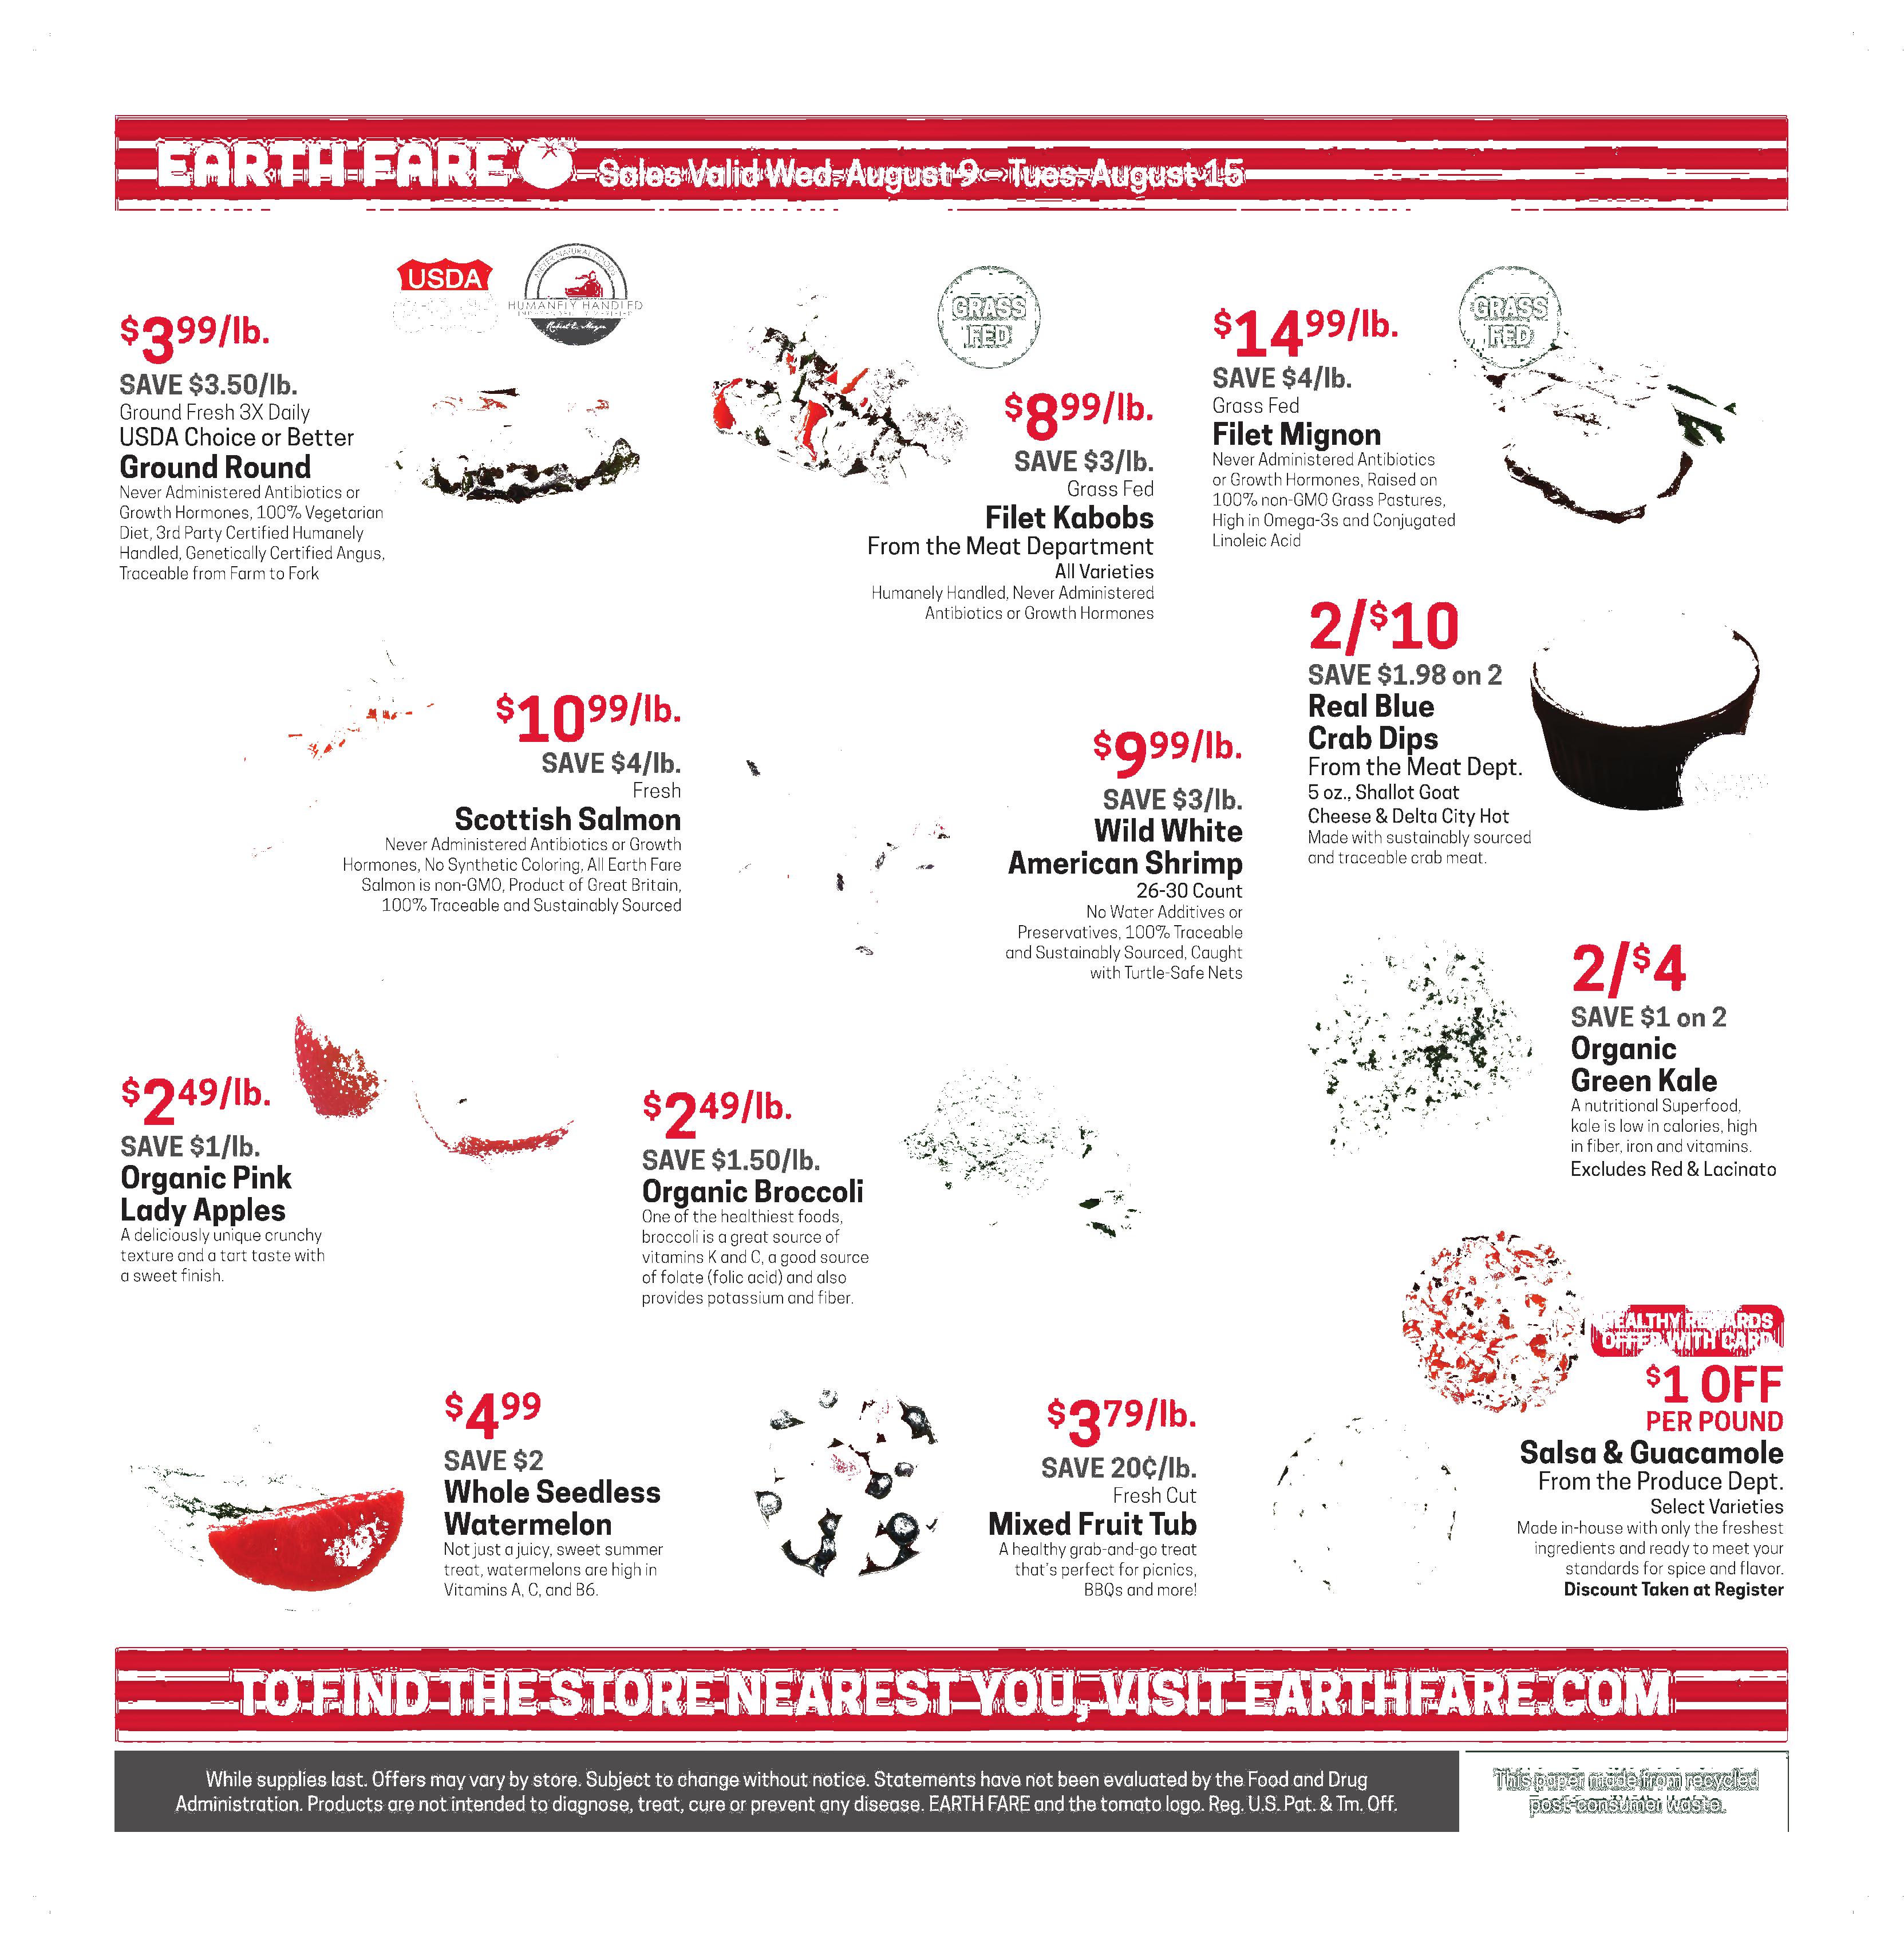 EARTH FARE Sales Valid Wed. August 9 - Tues. August 15
USDA
MEYER NATURAL FOODS
HUMANELY HANDLED
$3.99/lb.
SAVE $3.50/lb.
Ground Fresh 3X Daily
USDA Choice or Better
Ground Round
Never Administered Antibiotics or
Growth Hormones, 100% Vegetarian
Diet, 3rd Party Certified Humanely
Handled, Genetically Certified Angus,
Traceable from Farm to Fork
GRASS
FED
$8.99/lb.
SAVE $3/lb.
Grass Fed
Filet Kabobs
From the Meat Department
All Varieties
Humanely Handled, Never Administered
Antibiotics or Growth Hormones
GRASS
FED
$14.99/lb.
SAVE $4/lb.
Grass Fed
Filet Mignon
Never Administered Antibiotics
or Growth Hormones, Raised on
100% non-GMO Grass Pastures,
High in Omega-3s and Conjugated
Linoleic Acid
$10.99/lb.
SAVE $4/lb.
Fresh
Scottish Salmon
Never Administered Antibiotics or Growth
Hormones, No Synthetic Coloring, All Earth Fare
Salmon is non-GMO, Product of Great Britain,
100% Traceable and Sustainably Sourced
$9.99/lb.
SAVE $3/lb.
Wild White
American Shrimp
26-30 Count
No Water Additives or
Preservatives, 100% Traceable
and Sustainably Sourced, Caught
with Turtle-Safe Nets
2/$10
SAVE $1.98 on 2
Real Blue
Crab Dips
From the Meat Dept.
5 oz., Shallot Goat
Cheese & Delta City Hot
Made with sustainably sourced
and traceable crab meat.
$2.49/lb.
SAVE $1/lb.
Organic Pink
Lady Apples
A deliciously unique crunchy
texture and a tart taste with
a sweet finish.
$2.49/lb.
SAVE $1.50/lb.
Organic Broccoli
One of the healthiest foods,
broccoli is a great source of
vitamins K and C, a good source
of folate (folic acid) and also
provides potassium and fiber.
2/$4
SAVE $1 on 2
Organic
Green Kale
A nutritional Superfood,
kale is low in calories, high
in fiber, iron and vitamins.
Excludes Red & Lacinato
$4.99
SAVE $2
Whole Seedless
Watermelon
Not just a juicy, sweet summer
treat, watermelons are high in
Vitamins A, C, and B6.
$3.79/lb.
SAVE 20¢/lb.
Fresh Cut
Mixed Fruit Tub
A healthy grab-and-go treat
that's perfect for picnics,
BBQs and more!
HEALTHY REWARDS
OFFER WITH CARD
$1 OFF
PER POUND
Salsa & Guacamole
From the Produce Dept.
Select Varieties
Made in-house with only the freshest
ingredients and ready to meet your
standards for spice and flavor.
Discount Taken at Register
TO FIND THE STORE NEAREST YOU, VISIT EARTHFARE.COM
While supplies last. Offers may vary by store. Subject to change without notice. Statements have not been evaluated by the Food and Drug
Administration. Products are not intended to diagnose, treat, cure or prevent any disease. EARTH FARE and the tomato logo. Reg. U.S. Pat. & Tm. Off.
This paper made from recycled
post-consumer waste.